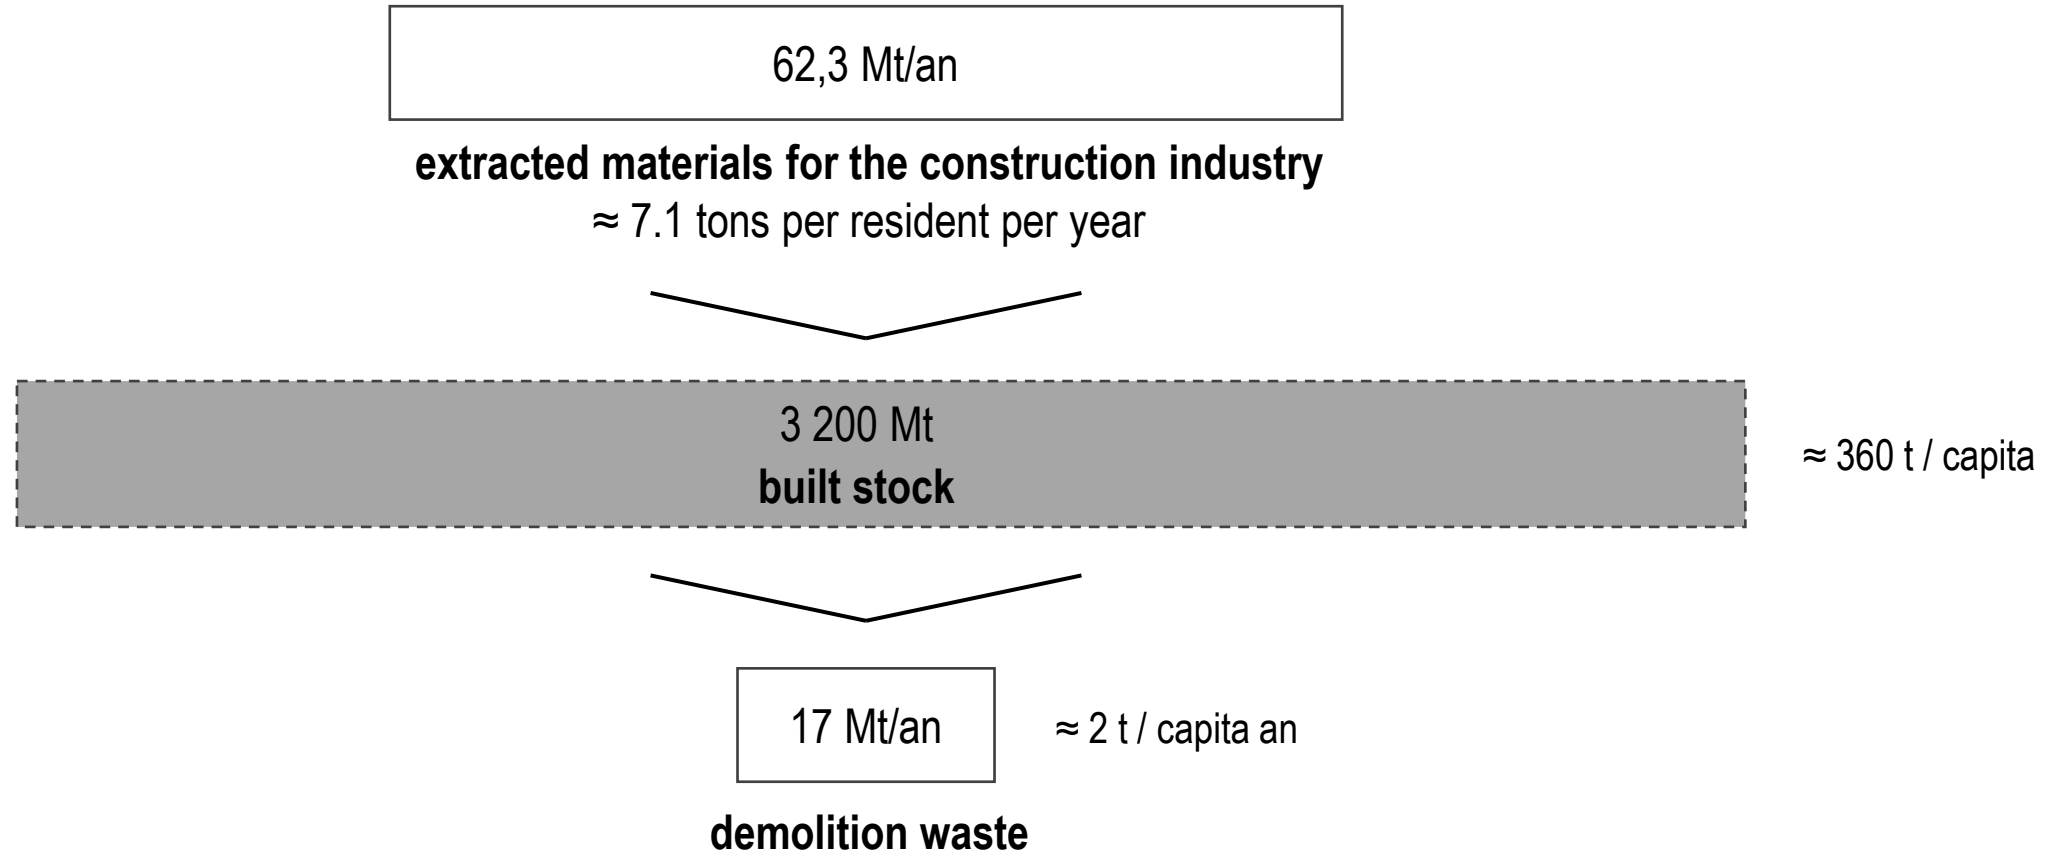 62,3 Mt/an
extracted materials for the construction industry
≈ 7.1 tons per resident per year
3 200 Mt
built stock
≈ 360 t / capita
17 Mt/an
≈ 2 t / capita an
demolition waste